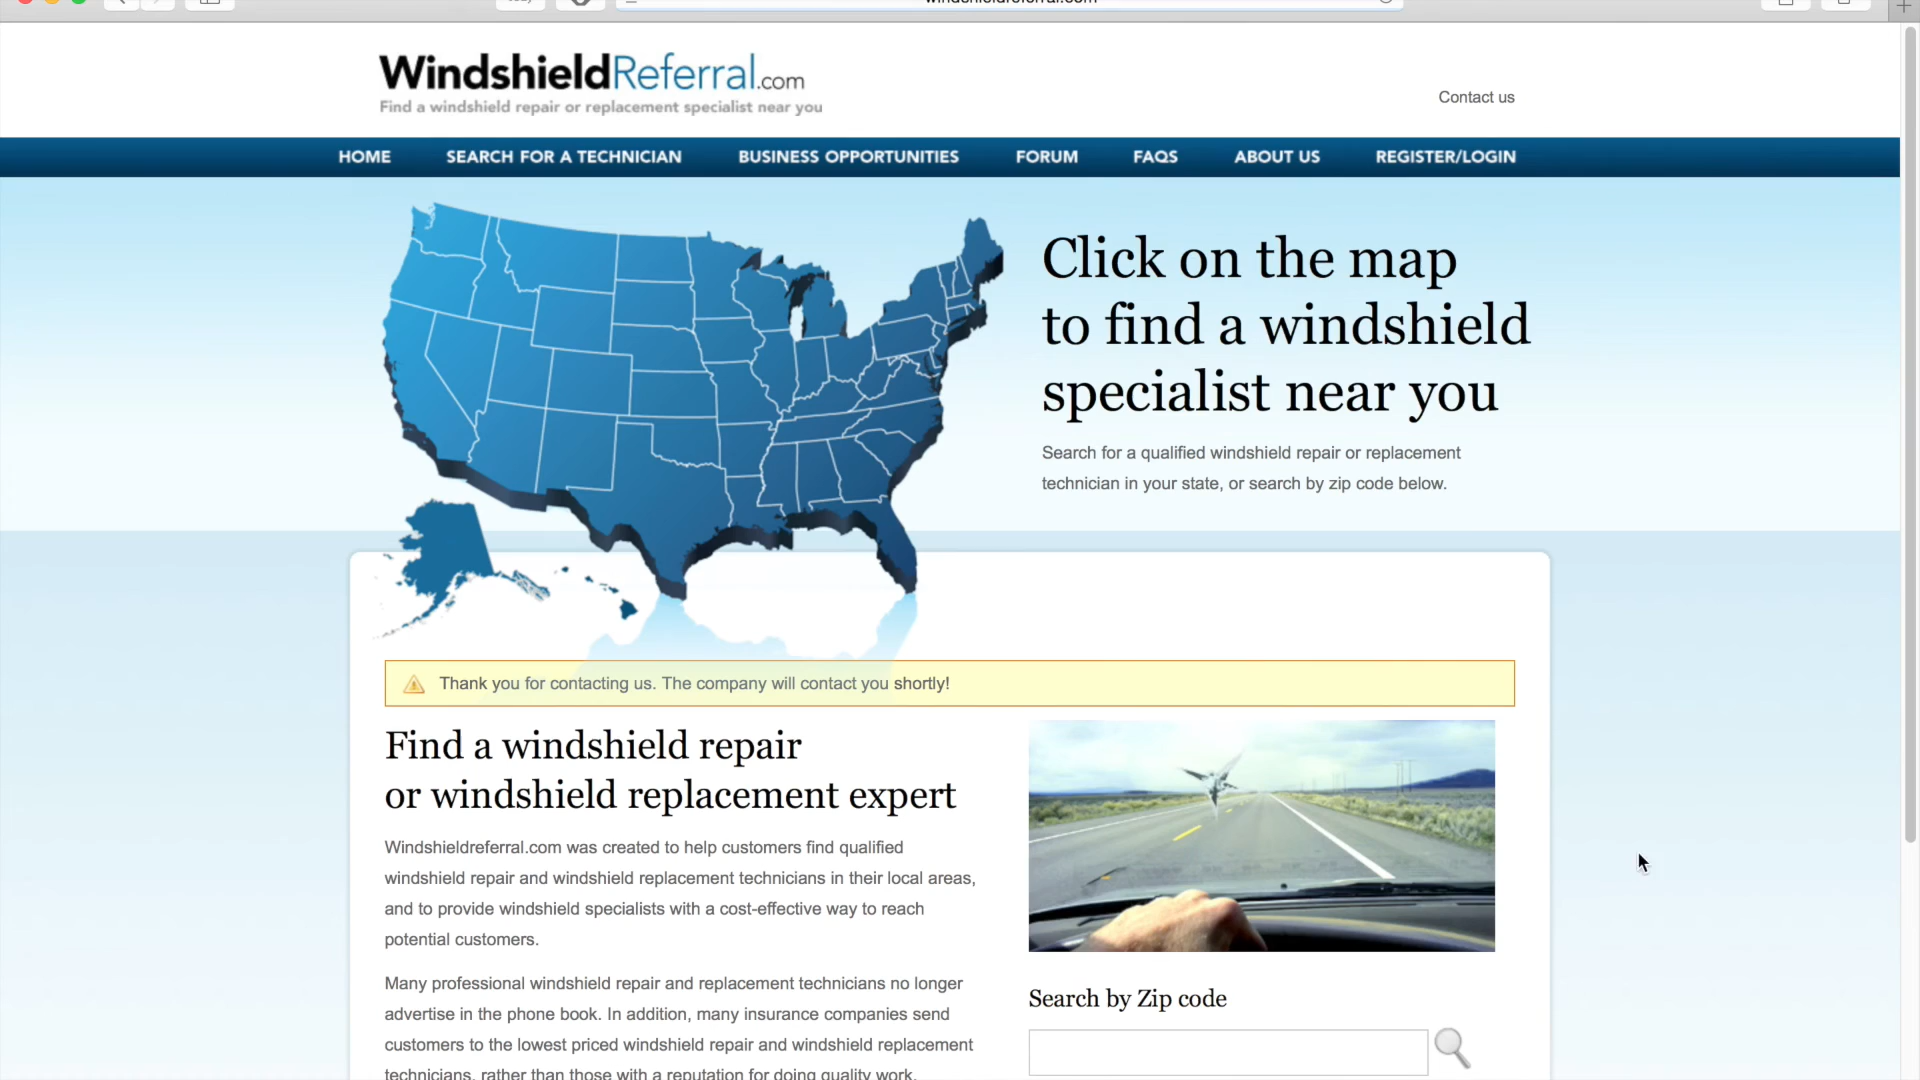 WindshieldReferral.com
Find a windshield repair or replacement specialist near you
Contact us
HOME SEARCH FOR A TECHNICIAN BUSINESS OPPORTUNITIES FORUM FAQS ABOUT US REGISTER/LOGIN
Click on the map
to find a windshield
specialist near you
Search for a qualified windshield repair or replacement
technician in your state, or search by zip code below.
Thank you for contacting us. The company will contact you shortly!
Find a windshield repair
or windshield replacement expert
Windshieldreferral.com was created to help customers find qualified
windshield repair and windshield replacement technicians in their local areas,
and to provide windshield specialists with a cost-effective way to reach
potential customers.
Many professional windshield repair and replacement technicians no longer
advertise in the phone book. In addition, many insurance companies send
customers to the lowest priced windshield repair and windshield replacement
technicians, rather than those with a reputation for doing quality work.
Search by Zip code